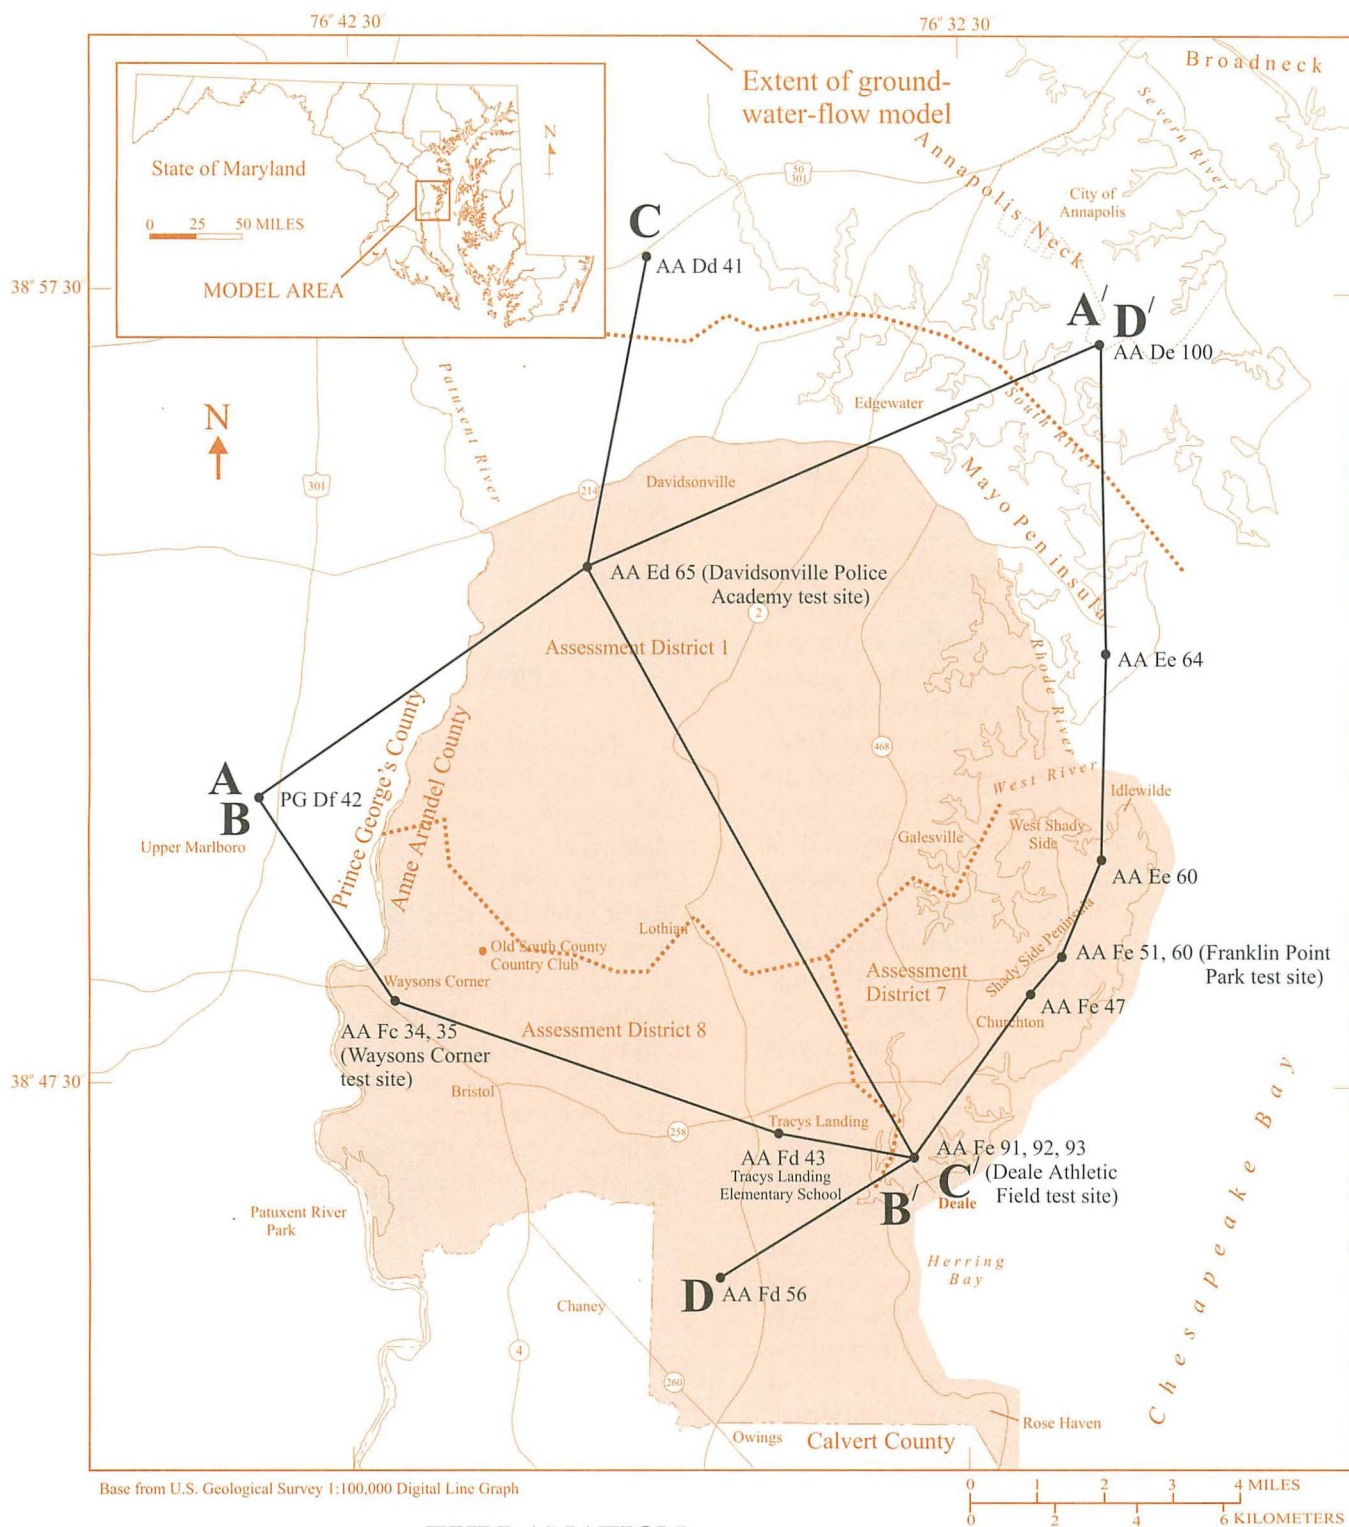 76° 42' 30"
76° 32' 30"
Broadneck
Extent of ground-
water-flow model
Severn River
State of Maryland
N
0 25 50 MILES
MODEL AREA
50
301
Annapolis Neck
City of
Annapolis
C
AA Dd 41
38° 57' 30"
A' D'
AA De 100
Patuxent River
Edgewater
South River
N
301
214
Davidsonville
Mayo Peninsula
AA Ed 65 (Davidsonville Police
Academy test site)
2
Assessment District 1
AA Ee 64
Rhode River
Prince George's County
Anne Arundel County
468
West River
A
B
PG Df 42
Upper Marlboro
Idlewilde
Galesville
West Shady
Side
AA Ee 60
Lothian
Old South County
Country Club
Shady Side Peninsula
AA Fe 51, 60 (Franklin Point
Park test site)
Assessment
District 7
Waysons Corner
AA Fe 47
Churchton
AA Fc 34, 35
(Waysons Corner
test site)
Assessment District 8
38° 47' 30"
Bristol
258
Tracys Landing
AA Fd 43
Tracys Landing
Elementary School
AA Fe 91, 92, 93
(Deale Athletic
Field test site)
C'
B'
Deale
Chesapeake Bay
Patuxent River
Park
Herring
Bay
D
AA Fd 56
Chaney
4
260
Rose Haven
Owings
Calvert County
Base from U.S. Geological Survey 1:100,000 Digital Line Graph
0 1 2 3 4 MILES
0 2 4 6 KILOMETERS